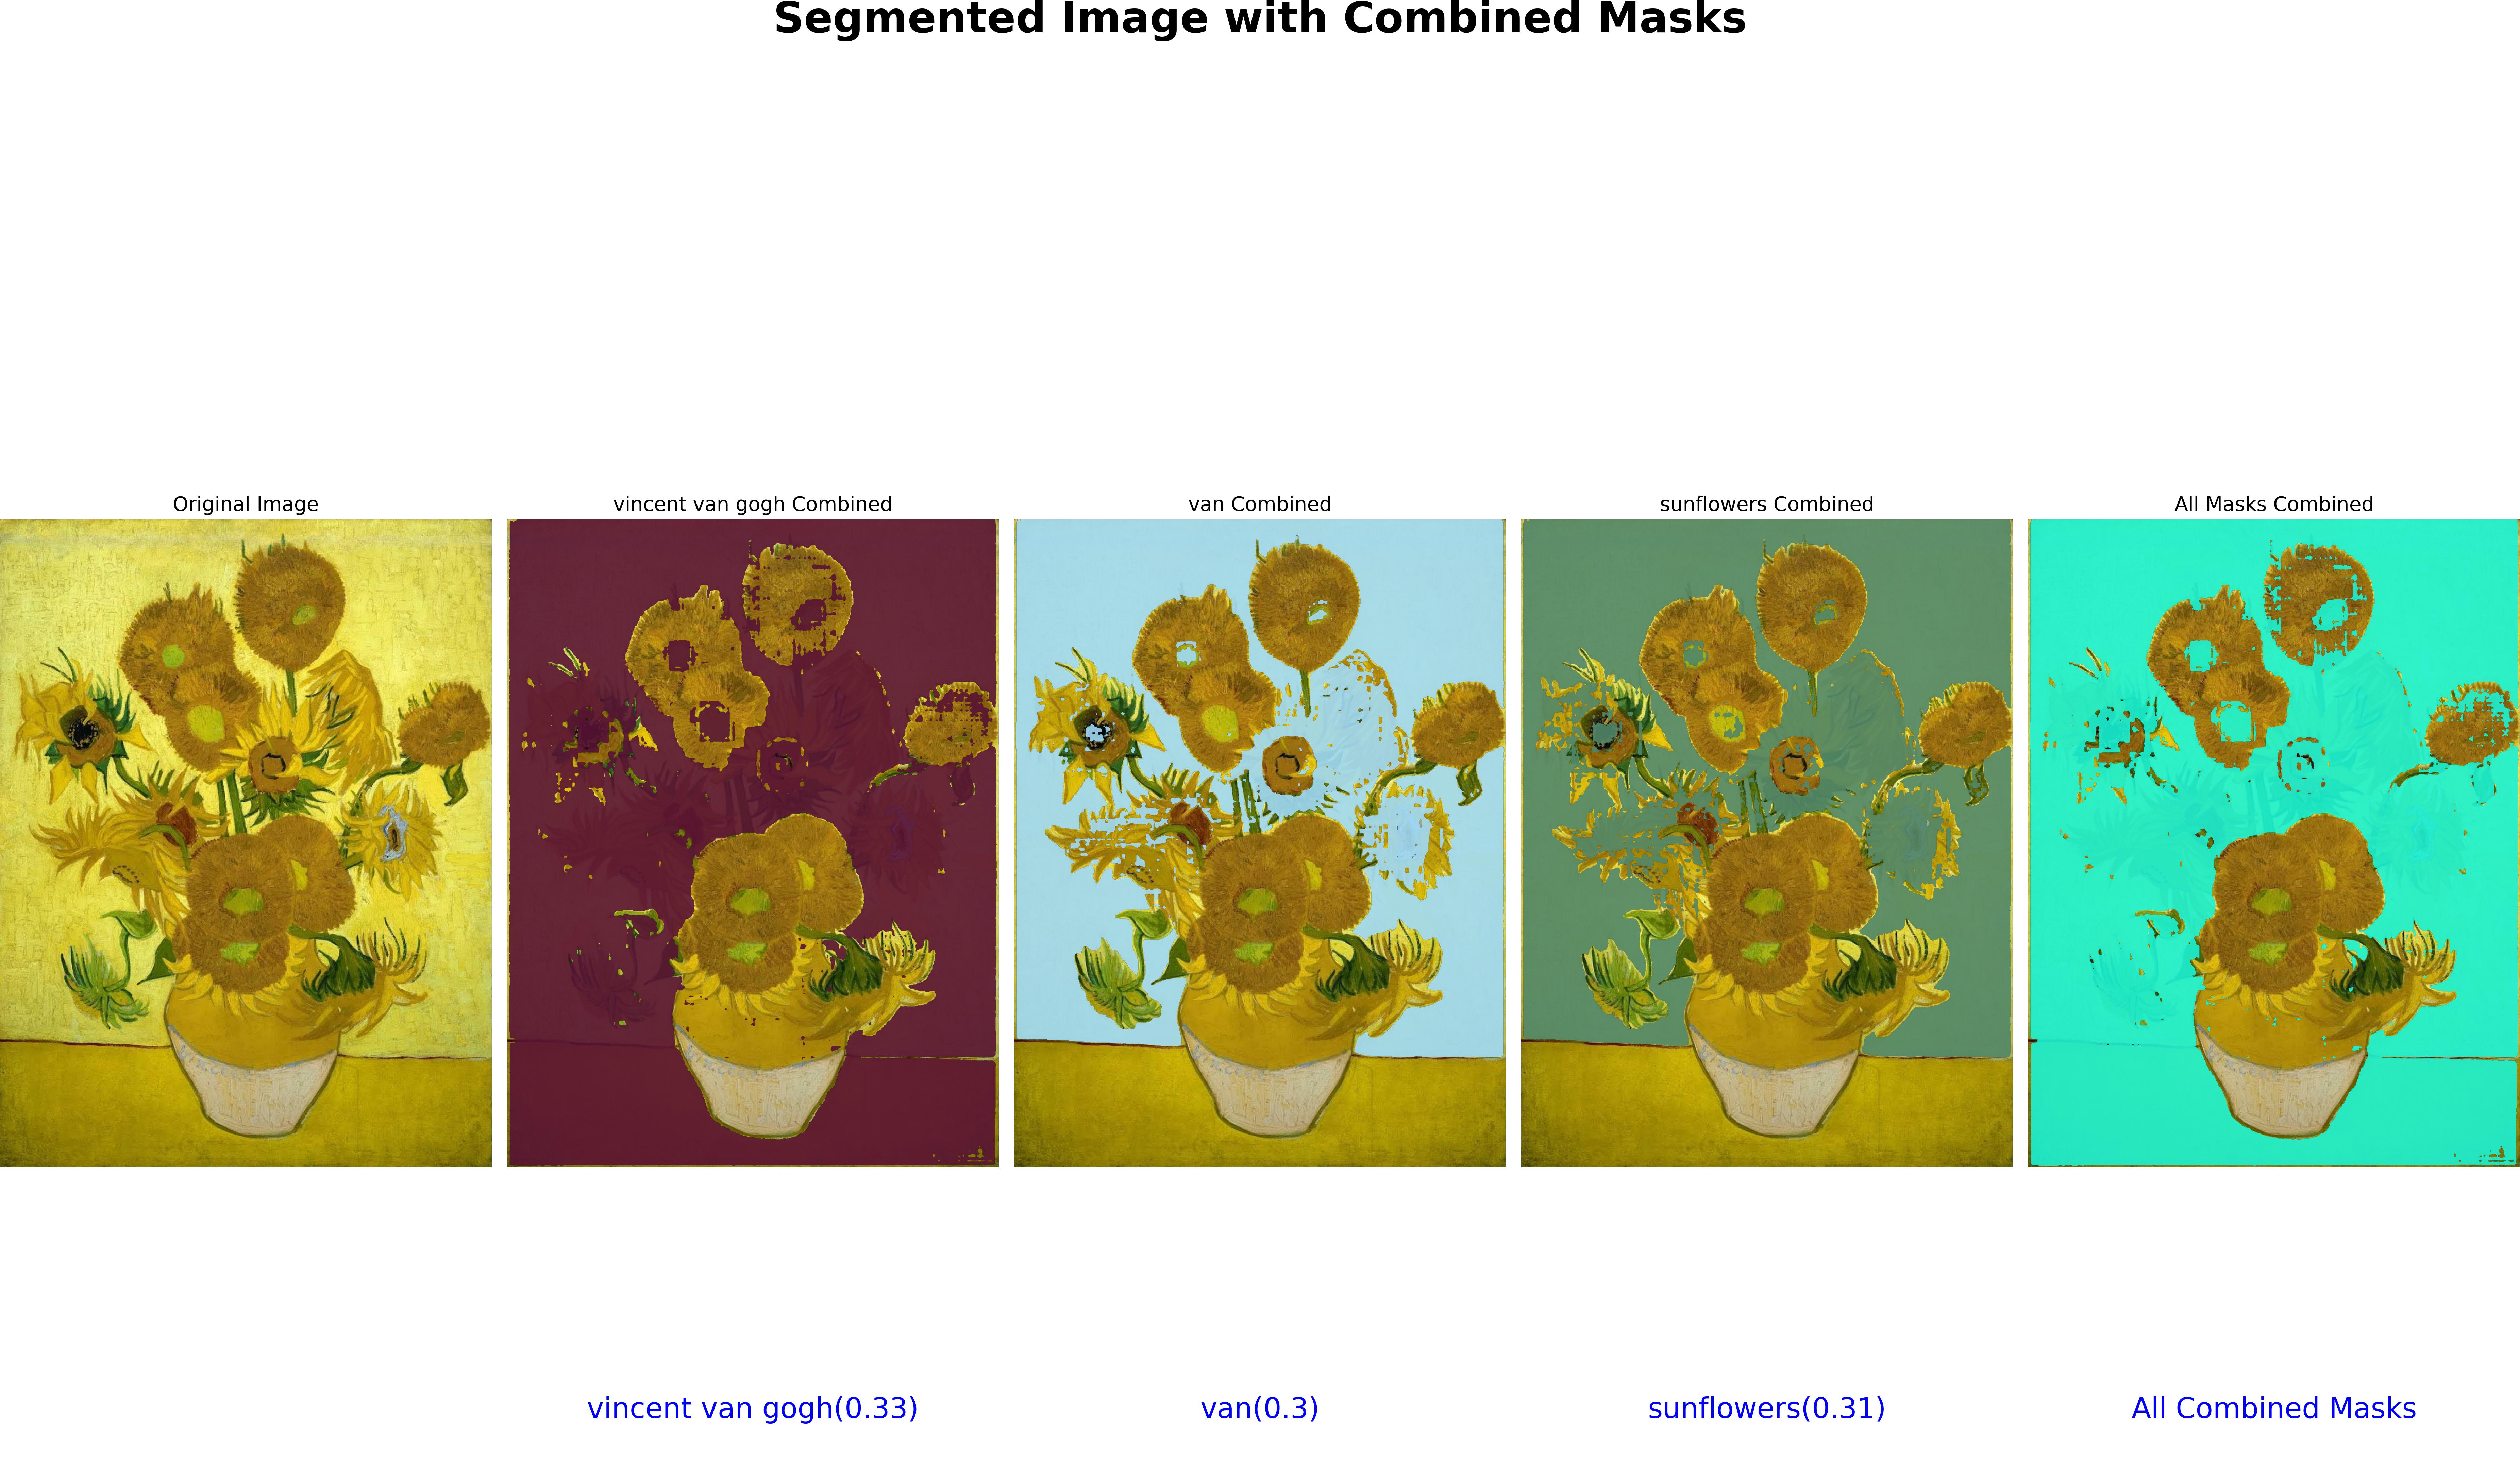 Segmented Image with Combined Masks
Original Image
vincent van gogh Combined
van Combined
sunflowers Combined
All Masks Combined
vincent van gogh(0.33)
van(0.3)
sunflowers(0.31)
All Combined Masks